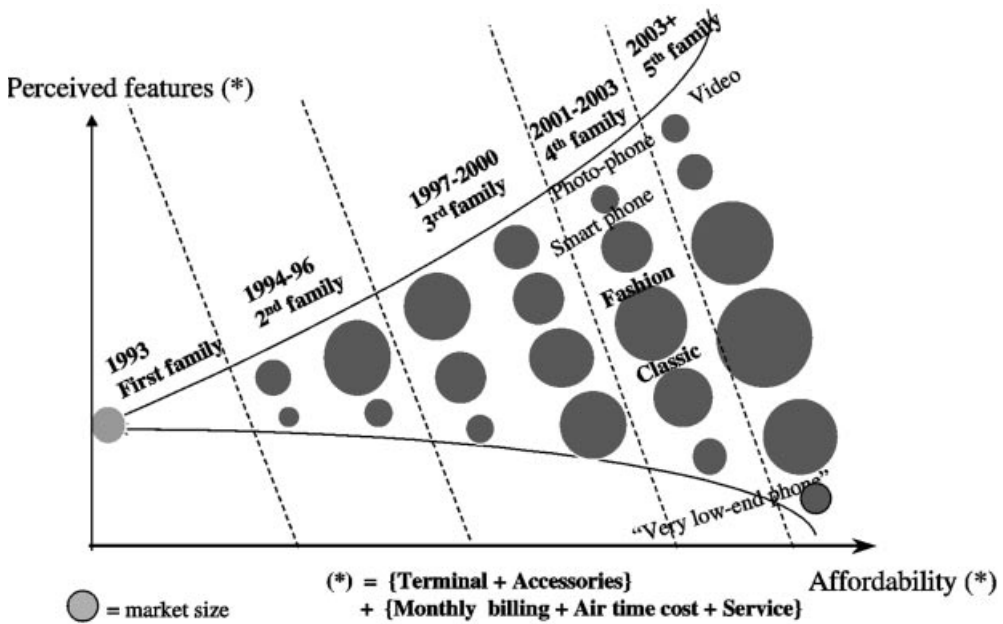 Perceived features (*)
1993
First family
1994-96
2nd family
1997-2000
3rd family
2001-2003
4th family
2003+
5th family
Video
Photo-phone
Smart phone
Fashion
Classic
“Very low-end phone”
= market size
(*) = {Terminal + Accessories}
+ {Monthly billing + Air time cost + Service}
Affordability (*)